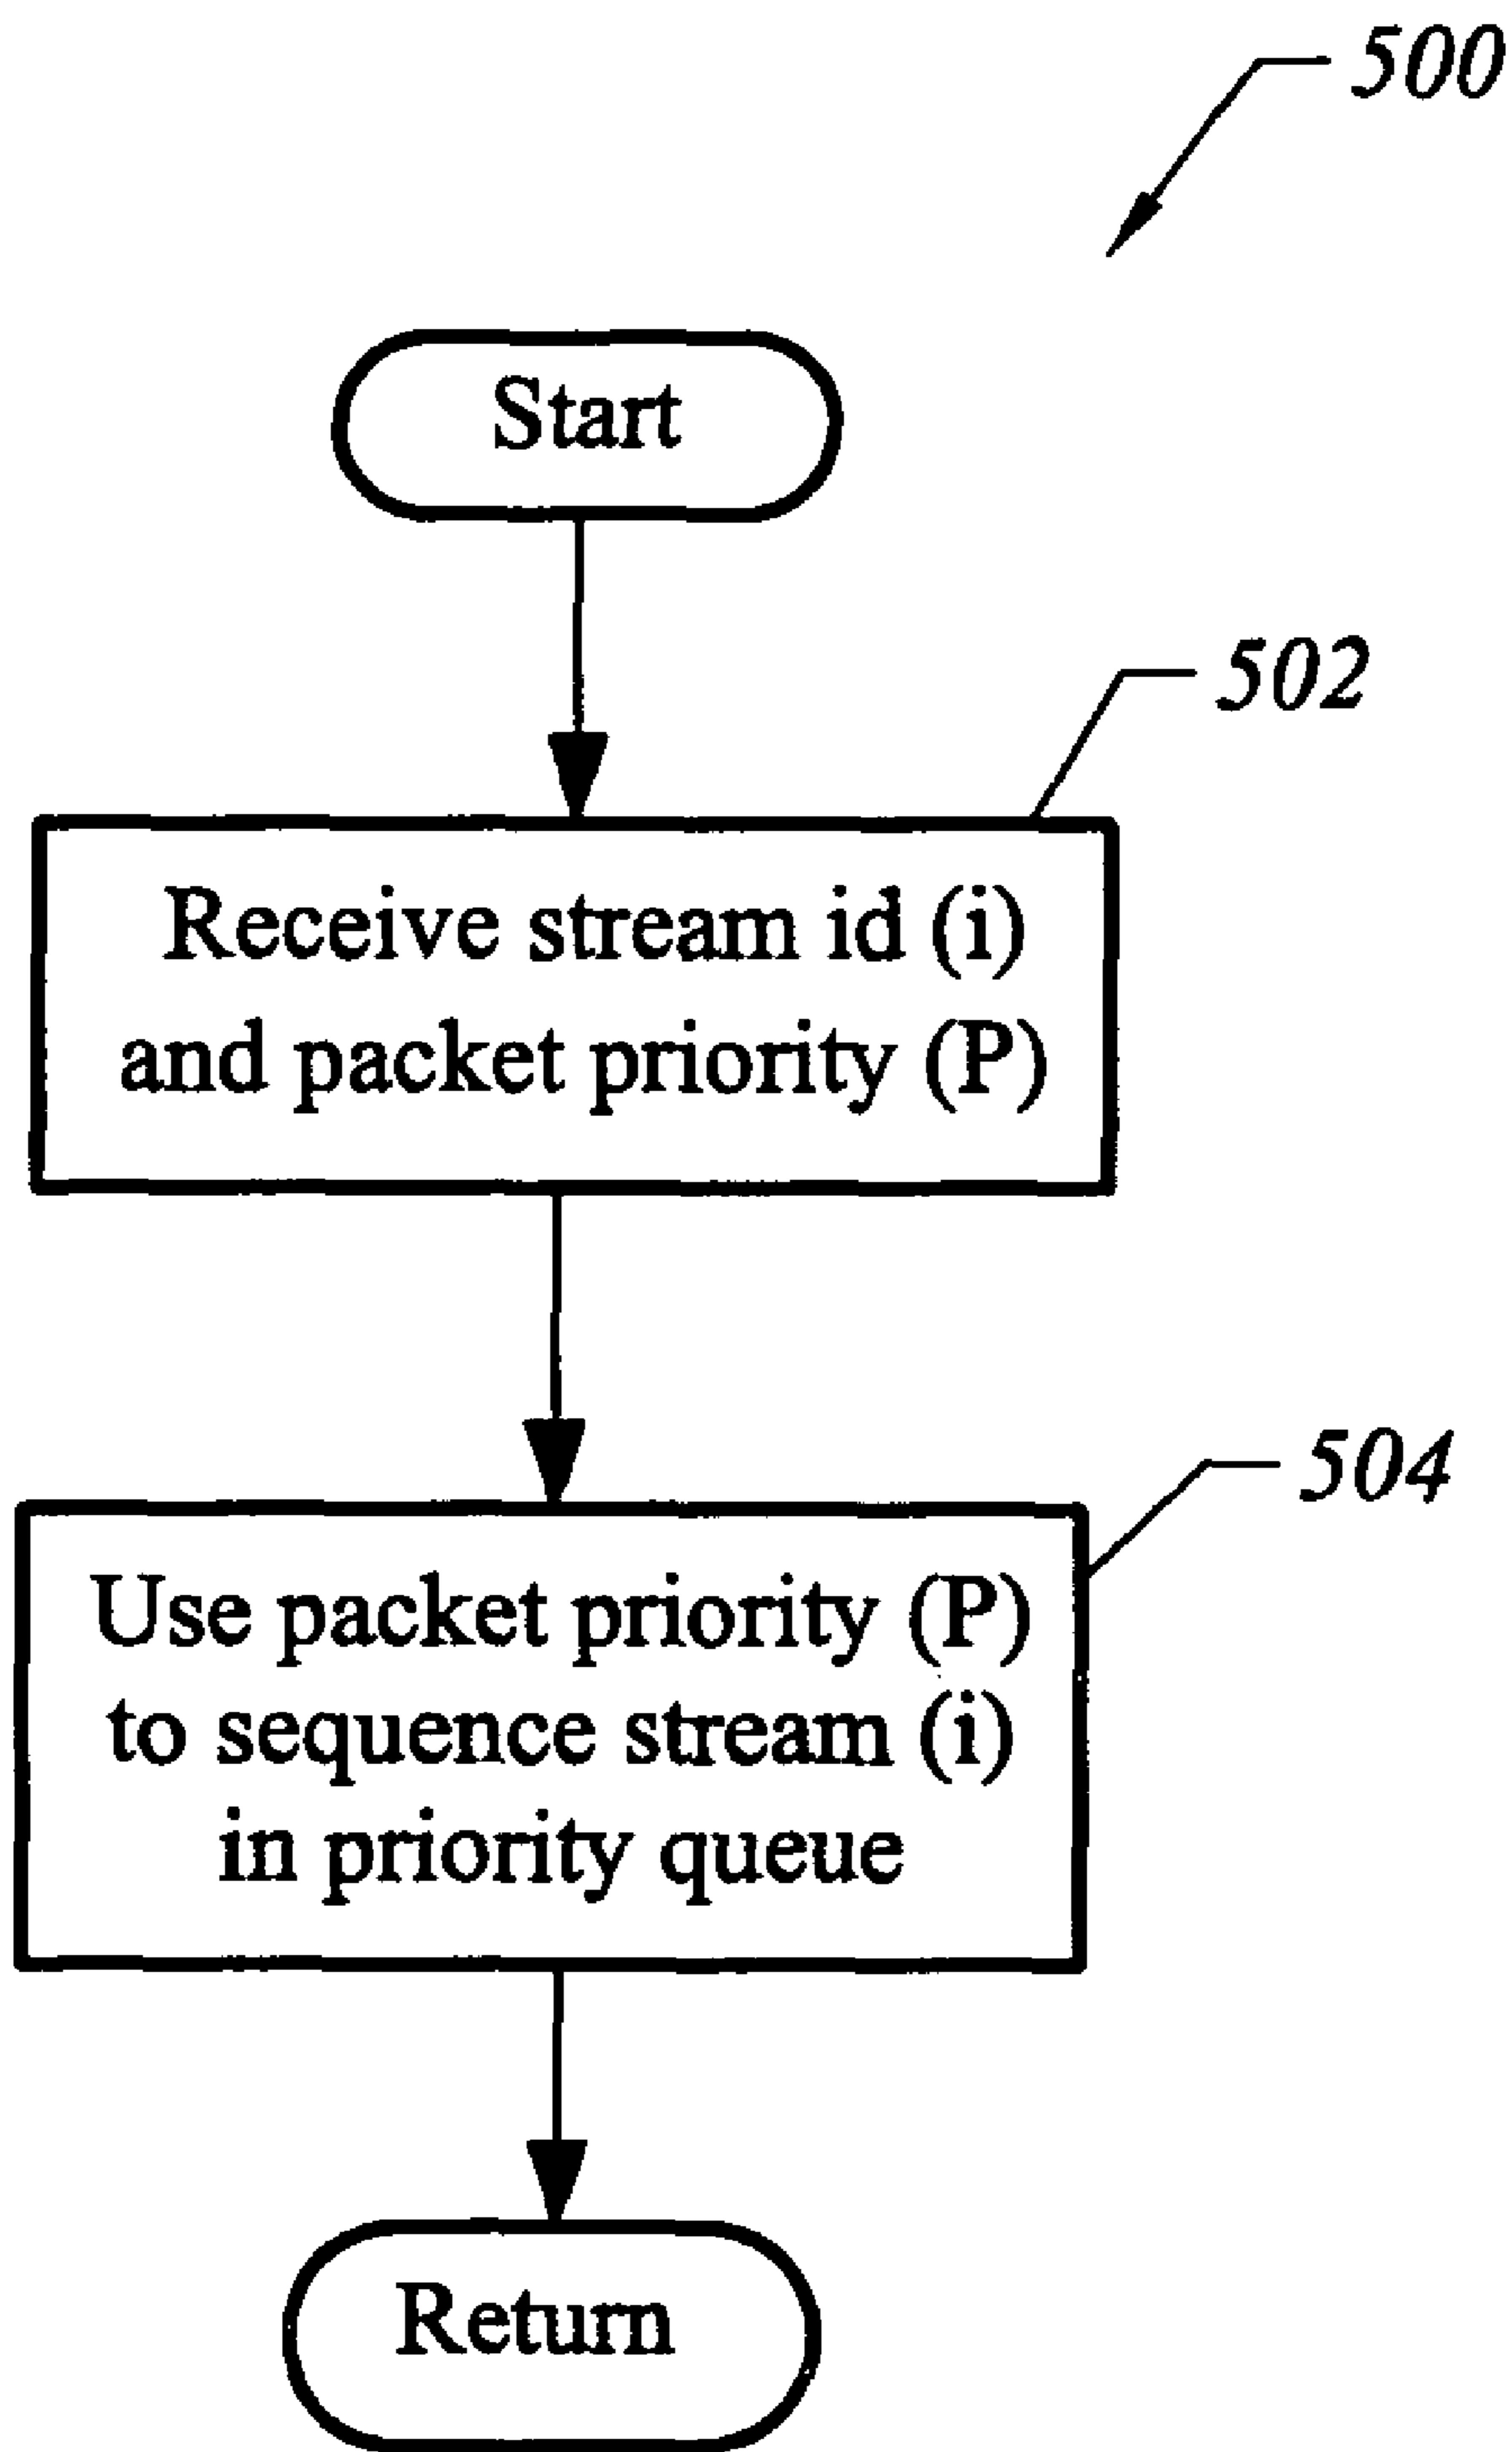 500
Start
502
Receive stream id (i)
and packet priority (P)
504
Use packet priority (P)
to sequence stream (i)
in priority queue
Return